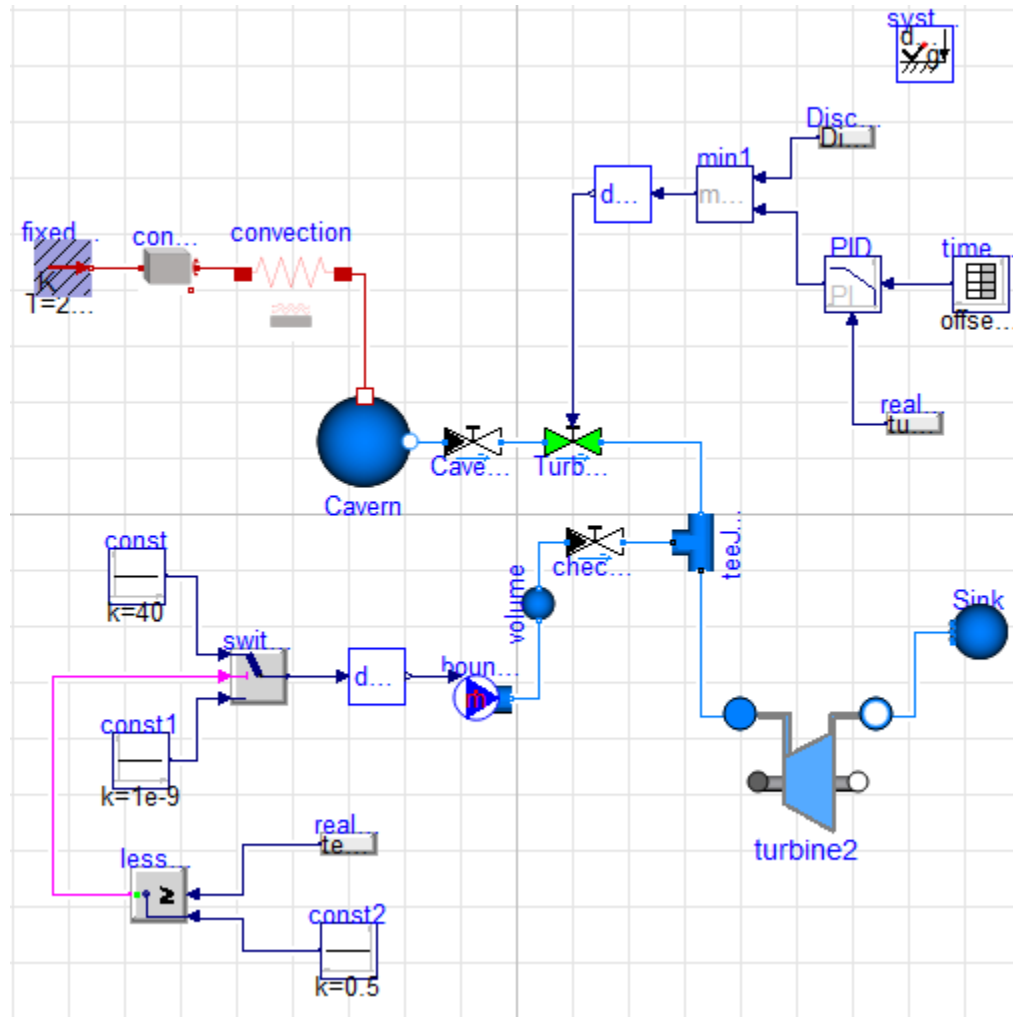 syst...
d...
g
Disc...
Di...
min1
d...
m...
fixed...
con...
convection
PID
time...
K
PI
T=2...
offse...
real...
tu...
Cave...
Turb...
Cavern
const
chec...
teeJ...
volume
k=40
Sink
swit...
d...
boun...
ṁ
const1
k=1e-9
real...
te...
turbine2
less...
const2
k=0.5